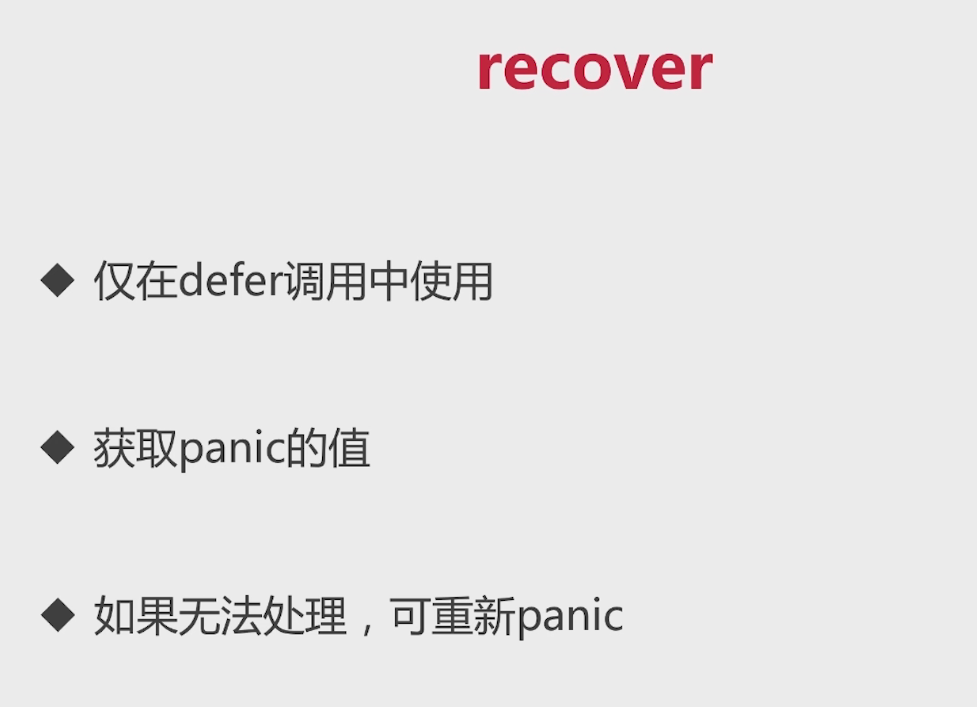 recover
◆ 仅在defer调用中使用
◆ 获取panic的值
◆ 如果无法处理，可重新panic